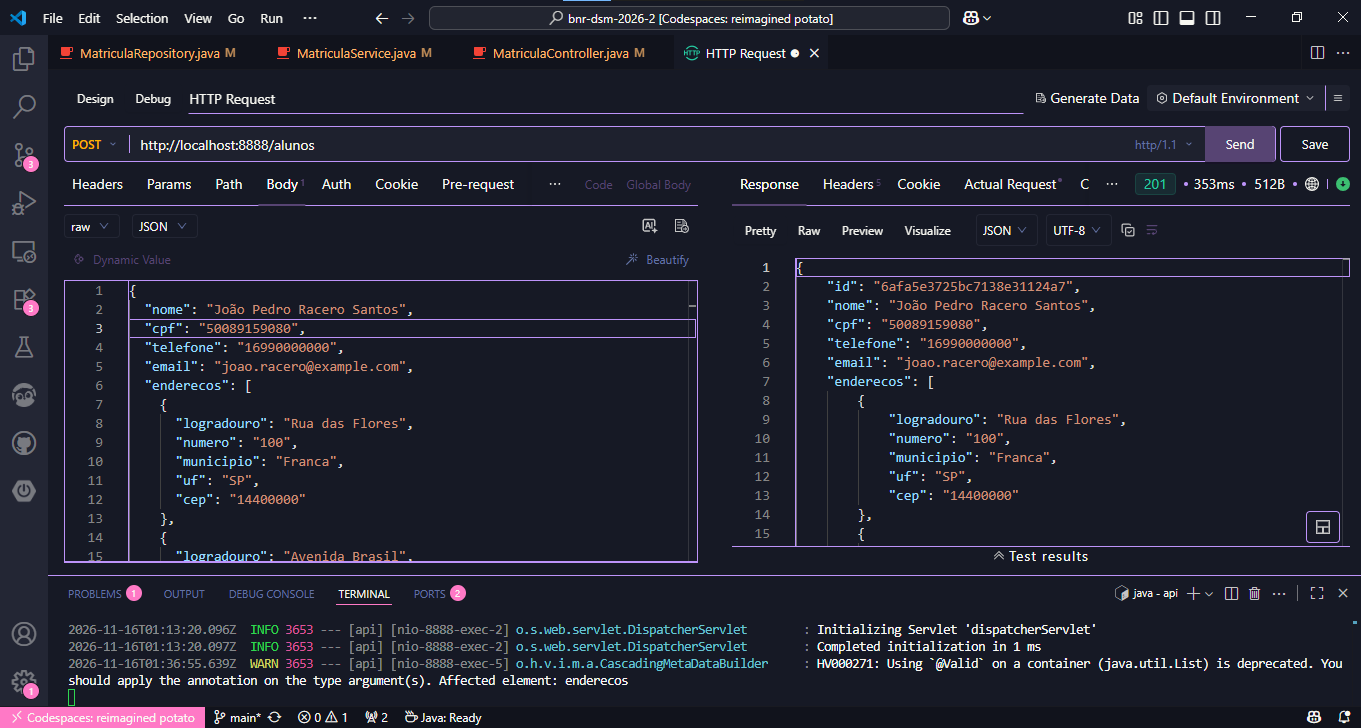 File Edit Selection View Go Run ··· bnr-dsm-2026-2 [Codespaces: reimagined potato]
MatriculaRepository.java M MatriculaService.java M MatriculaController.java M HTTP HTTP Request
Design Debug HTTP Request Generate Data Default Environment
POST http://localhost:8888/alunos http/1.1 Send Save
Headers Params Path Body 1 Auth Cookie Pre-request ··· Code Global Body
Response Headers 5 Cookie Actual Request C ··· 201 • 353ms • 512B
raw JSON
Pretty Raw Preview Visualize JSON UTF-8
Dynamic Value Beautify
1 {
2 "nome": "João Pedro Racero Santos",
3 "cpf": "50089159080",
4 "telefone": "16990000000",
5 "email": "joao.racero@example.com",
6 "enderecos": [
7 {
8 "logradouro": "Rua das Flores",
9 "numero": "100",
10 "municipio": "Franca",
11 "uf": "SP",
12 "cep": "14400000"
13 },
14 {
15 "logradouro": "Avenida Brasil",
1 {
2 "id": "6afa5e3725bc7138e31124a7",
3 "nome": "João Pedro Racero Santos",
4 "cpf": "50089159080",
5 "telefone": "16990000000",
6 "email": "joao.racero@example.com",
7 "enderecos": [
8 {
9 "logradouro": "Rua das Flores",
10 "numero": "100",
11 "municipio": "Franca",
12 "uf": "SP",
13 "cep": "14400000"
14 },
15 {
Test results
3
3
1
PROBLEMS 1 OUTPUT DEBUG CONSOLE TERMINAL PORTS 2 java - api
2026-11-16T01:13:20.096Z INFO 3653 --- [api] [nio-8888-exec-2] o.s.web.servlet.DispatcherServlet : Initializing Servlet 'dispatcherServlet'
2026-11-16T01:13:20.097Z INFO 3653 --- [api] [nio-8888-exec-2] o.s.web.servlet.DispatcherServlet : Completed initialization in 1 ms
2026-11-16T01:36:55.639Z WARN 3653 --- [api] [nio-8888-exec-5] o.h.v.i.m.a.CascadingMetaDataBuilder : HV000271: Using `@Valid` on a container (java.util.List) is deprecated. You
should apply the annotation on the type argument(s). Affected element: enderecos
Codespaces: reimagined potato main* 0 1 2 Java: Ready